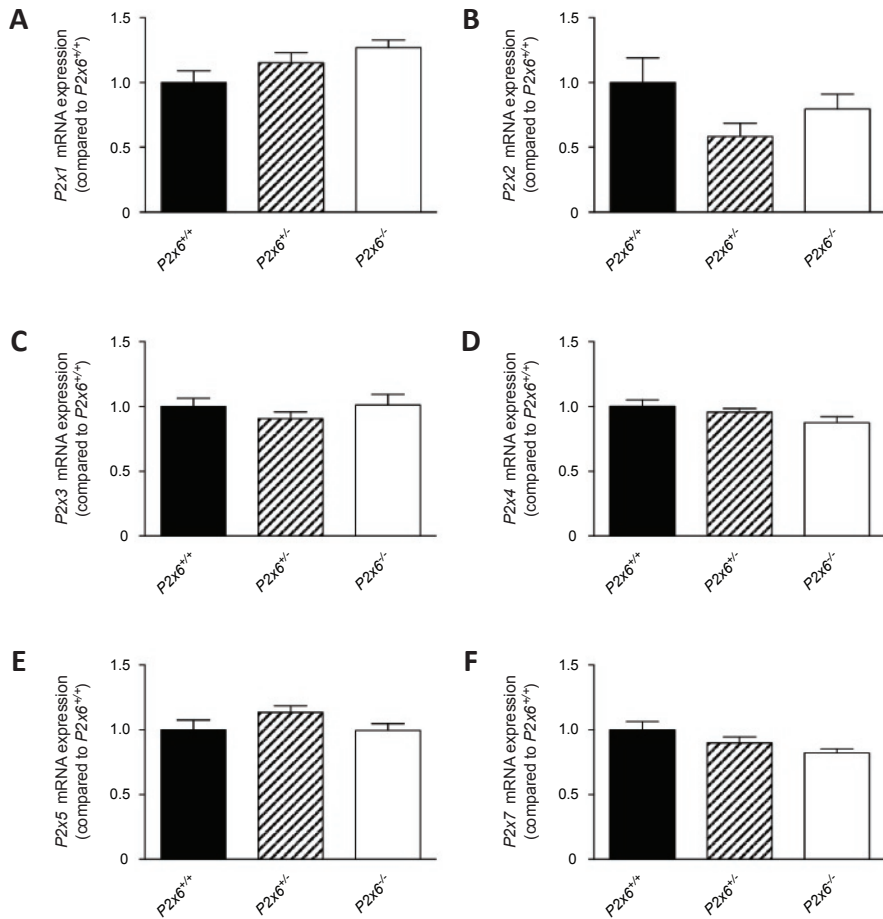 A
P2x1 mRNA expression
(compared to P2x6+/+)
1.5
1.0
0.5
0
P2x6+/+
P2x6+/-
P2x6-/-
B
P2x2 mRNA expression
(compared to P2x6+/+)
1.5
1.0
0.5
0
P2x6+/+
P2x6+/-
P2x6-/-
C
P2x3 mRNA expression
(compared to P2x6+/+)
1.5
1.0
0.5
0
P2x6+/+
P2x6+/-
P2x6-/-
D
P2x4 mRNA expression
(compared to P2x6+/+)
1.5
1.0
0.5
0
P2x6+/+
P2x6+/-
P2x6-/-
E
P2x5 mRNA expression
(compared to P2x6+/+)
1.5
1.0
0.5
0
P2x6+/+
P2x6+/-
P2x6-/-
F
P2x7 mRNA expression
(compared to P2x6+/+)
1.5
1.0
0.5
0
P2x6+/+
P2x6+/-
P2x6-/-